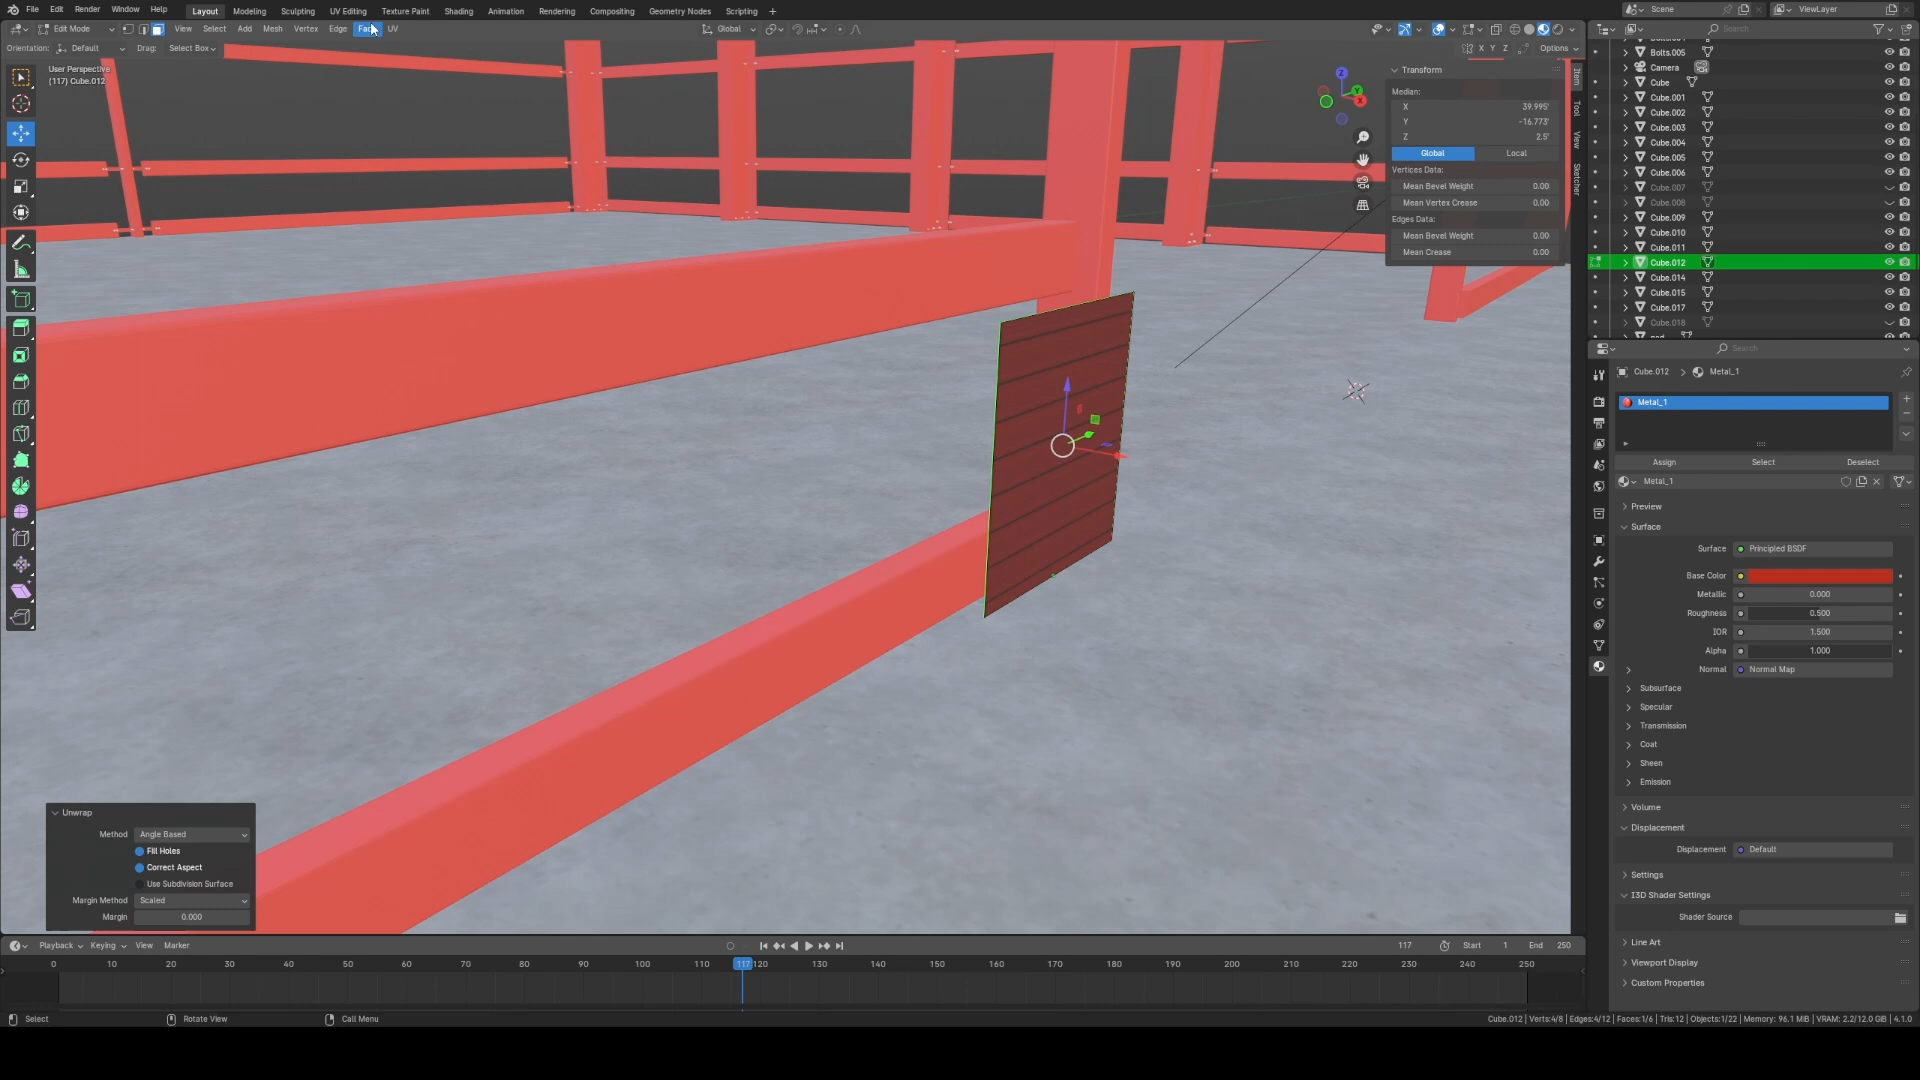 File Edit Render Window Help Layout Modeling Sculpting UV Editing Texture Paint Shading Animation Rendering Compositing Geometry Nodes Scripting + Scene ViewLayer
Edit Mode View Select Add Mesh Vertex Edge UV Global Search
Orientation: Default Drag: Select Box X Y Z Options
User Perspective
(117) Cube.012
Transform
Median:
X 39.995'
Y -16.773'
Z 2.5'
Global Local
Vertices Data:
Mean Bevel Weight 0.00
Mean Vertex Crease 0.00
Edges Data:
Mean Bevel Weight 0.00
Mean Crease 0.00
Item
Tool
View
Sketcher
Z
Y
X
Bolts.005
Camera
Cube
Cube.001
Cube.002
Cube.003
Cube.004
Cube.005
Cube.006
Cube.007
Cube.008
Cube.009
Cube.010
Cube.011
Cube.012
Cube.014
Cube.015
Cube.017
Cube.018
Search
Cube.012 > Metal_1
Metal_1
Assign Select Deselect
Metal_1
Preview
Surface
Surface Principled BSDF
Base Color
Metallic 0.000
Roughness 0.500
IOR 1.500
Alpha 1.000
Normal Normal Map
Subsurface
Specular
Transmission
Coat
Sheen
Emission
Volume
Displacement
Displacement Default
Settings
I3D Shader Settings
Shader Source
Line Art
Viewport Display
Custom Properties
Unwrap
Method Angle Based
Fill Holes
Correct Aspect
Use Subdivision Surface
Margin Method Scaled
Margin 0.000
Playback Keying View Marker 117 Start 1 End 250
0 10 20 30 40 50 60 70 80 90 100 110 117 120 130 140 150 160 170 180 190 200 210 220 230 240 250
Select Rotate View Call Menu Cube.012 | Verts:4/8 | Edges:4/12 | Faces:1/6 | Tris:12 | Objects:1/22 | Memory: 96.1 MiB | VRAM: 2.2/12.0 GiB | 4.1.0